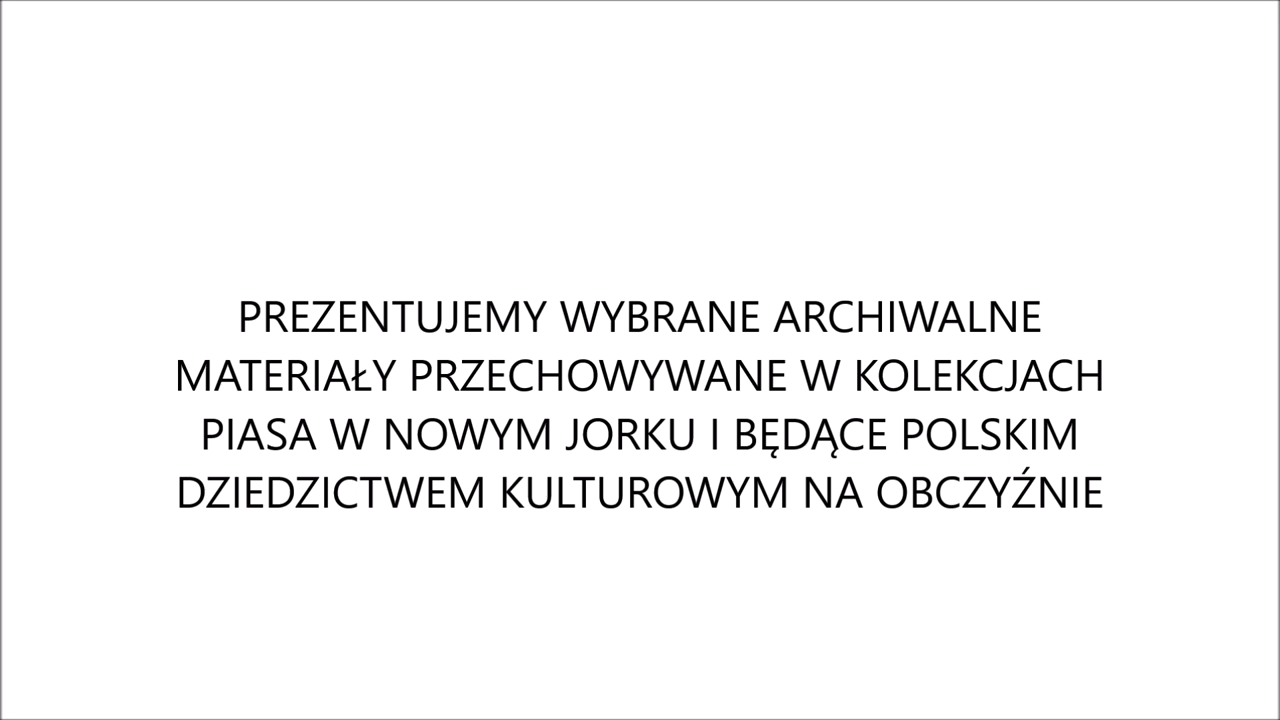 PREZENTUJEMY WYBRANE ARCHIWALNE
MATERIAŁY PRZECHOWYWANE W KOLEKCJACH
PIASA W NOWYM JORKU I BĘDĄCE POLSKIM
DZIEDZICTWEM KULTUROWYM NA OBCZYŹNIE